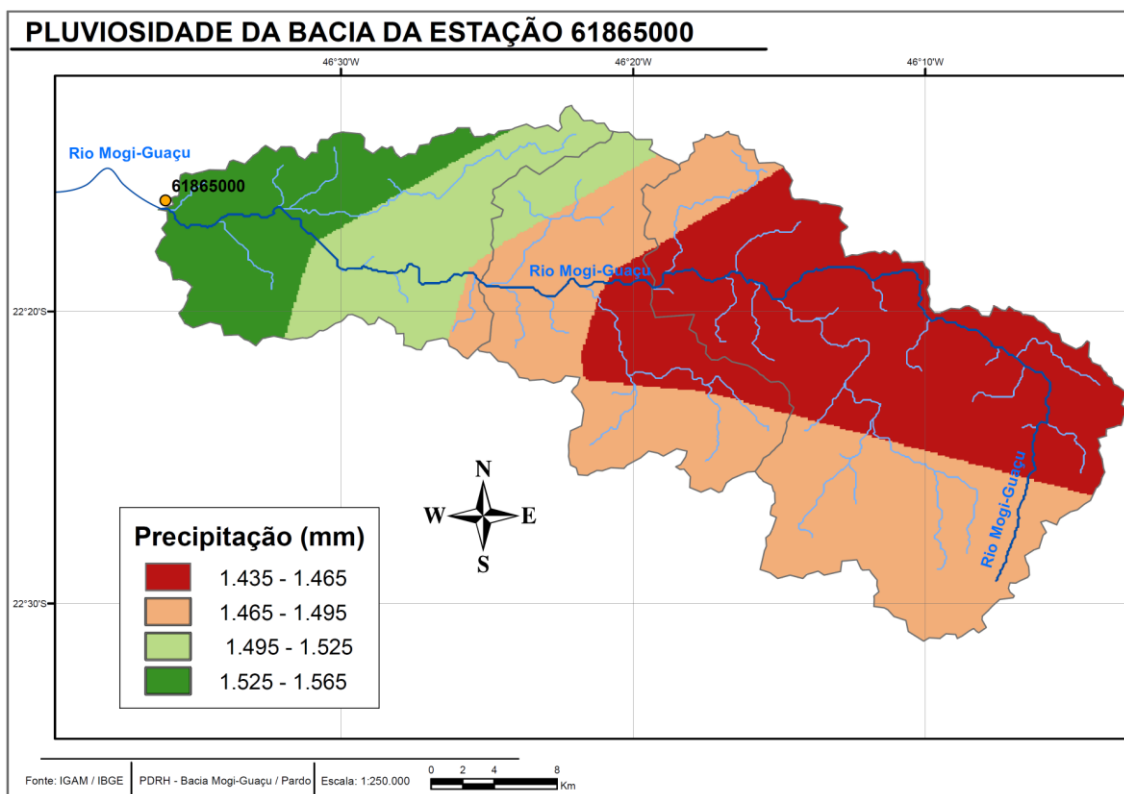 PLUVIOSIDADE DA BACIA DA ESTAÇÃO 61865000
46°30'W
46°20'W
46°10'W
Rio Mogi-Guaçu
61865000
Rio Mogi-Guaçu
22°20'S
Rio Mogi-Guaçu
N
W
E
S
Precipitação (mm)
1.435 - 1.465
1.465 - 1.495
1.495 - 1.525
1.525 - 1.565
22°30'S
Fonte: IGAM / IBGE
PDRH - Bacia Mogi-Guaçu / Pardo
Escala: 1:250.000
0 2 4 8
Km